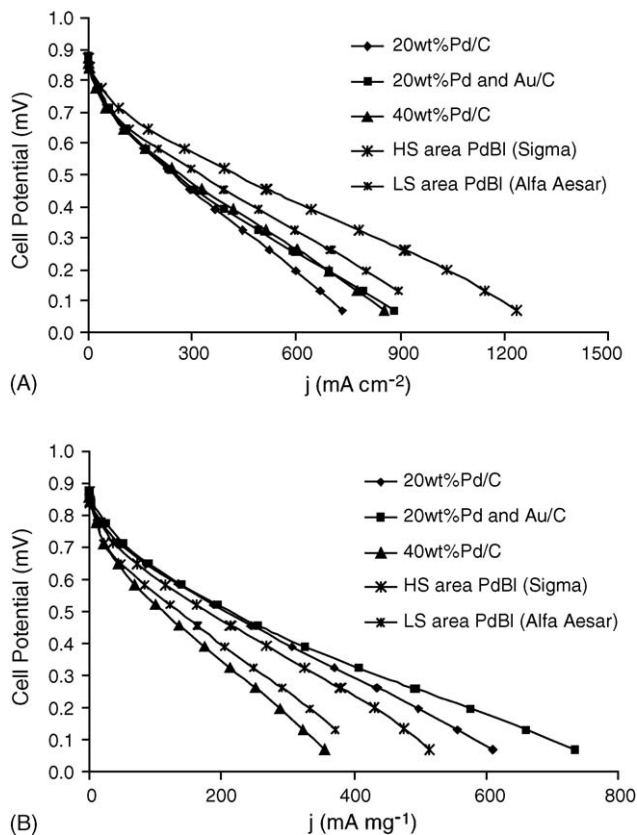 1.0
0.9
0.8
0.7
0.6
0.5
0.4
0.3
0.2
0.1
0.0
Cell Potential (mV)
20wt%Pd/C
20wt%Pd and Au/C
40wt%Pd/C
HS area PdBl (Sigma)
LS area PdBl (Alfa Aesar)
0 300 600 900 1200 1500
(A)
j (mA cm-2)
1.0
0.9
0.8
0.7
0.6
0.5
0.4
0.3
0.2
0.1
0.0
Cell Potential (mV)
20wt%Pd/C
20wt%Pd and Au/C
40wt%Pd/C
HS area PdBl (Sigma)
LS area PdBl (Alfa Aesar)
0 200 400 600 800
(B)
j (mA mg-1)